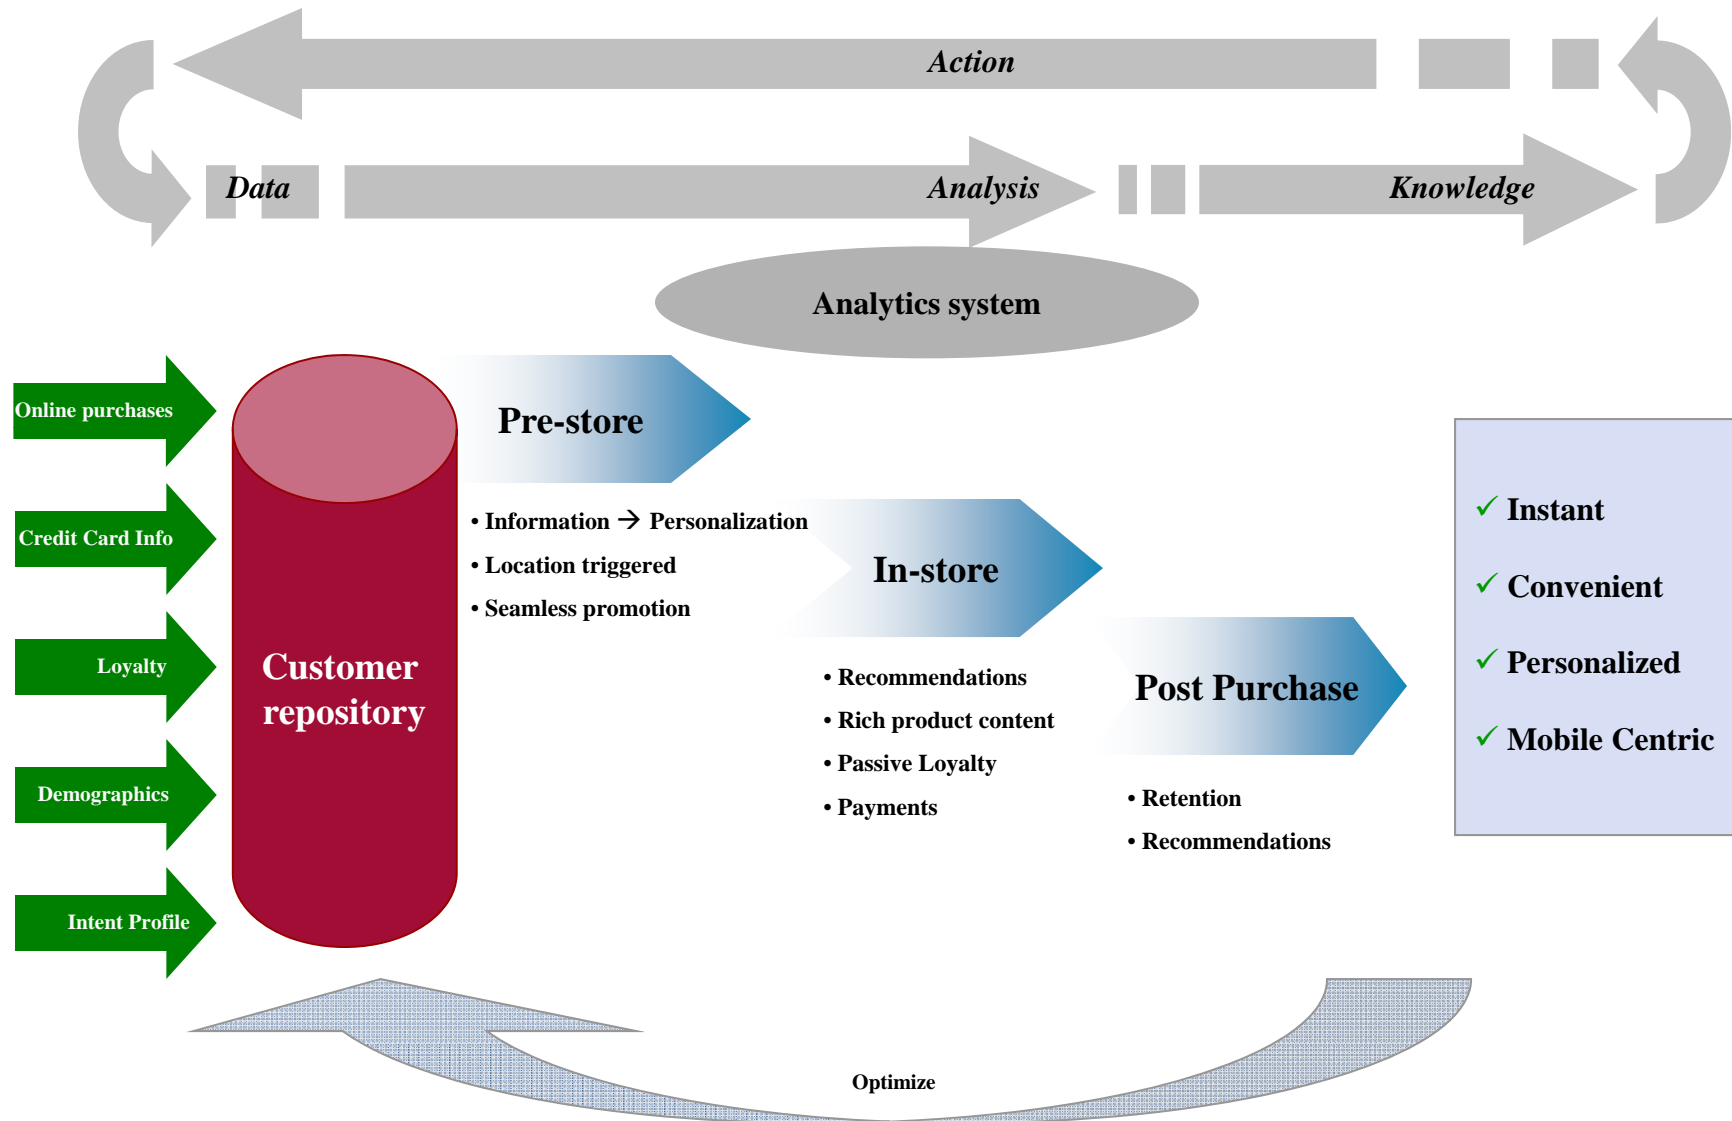 Action
Data
Analysis
Knowledge
Analytics system
Online purchases
Credit Card Info
Loyalty
Demographics
Intent Profile
Customer
repository
Pre-store
• Information → Personalization
• Location triggered
• Seamless promotion
In-store
• Recommendations
• Rich product content
• Passive Loyalty
• Payments
Post Purchase
• Retention
• Recommendations
✓ Instant
✓ Convenient
✓ Personalized
✓ Mobile Centric
Optimize